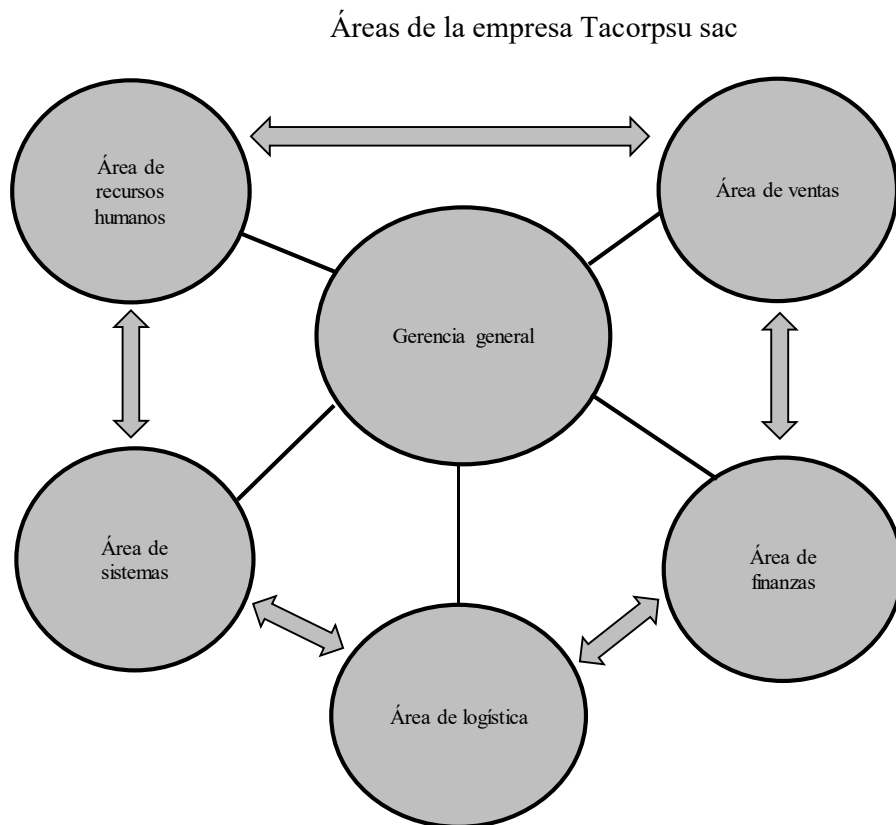 Áreas de la empresa Tacorpsu sac
Área de
recursos
humanos
Área de ventas
Gerencia general
Área de
sistemas
Área de
finanzas
Área de logística